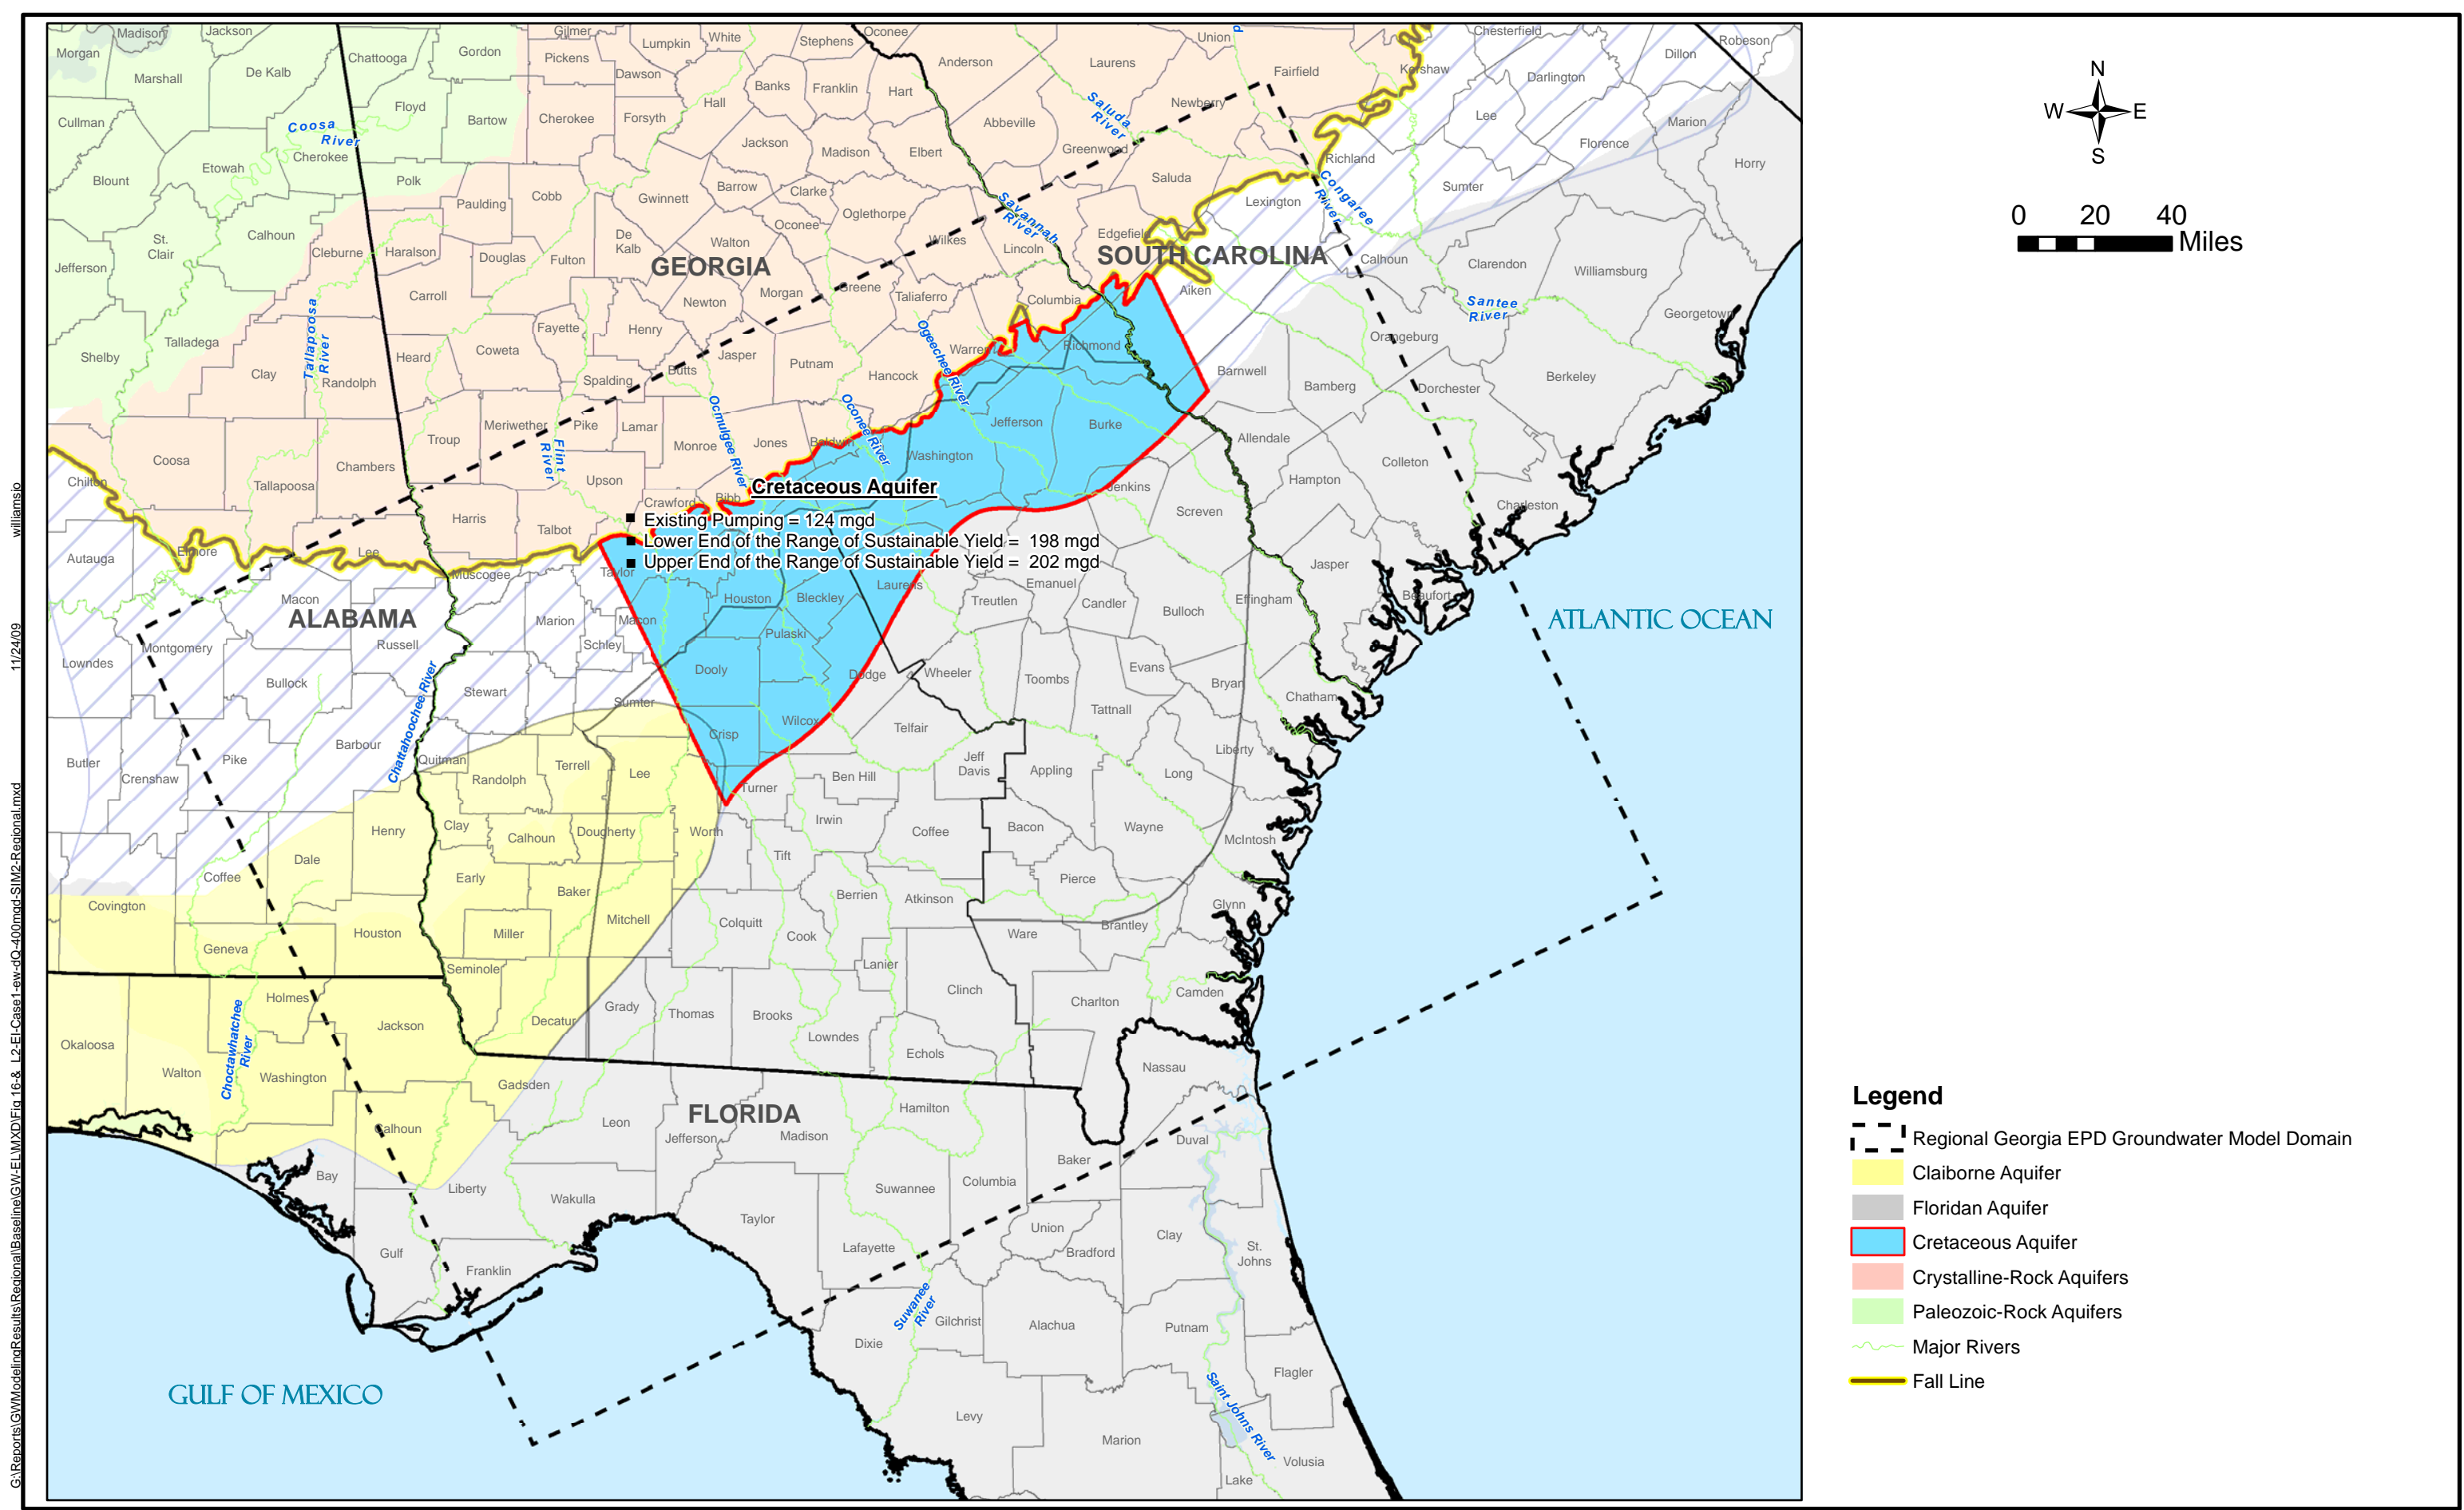 Madison
Jackson
Morgan
Marshall
De Kalb
Chattooga
Gordon
Gilmer
Pickens
Lumpkin
White
Stephens
Oconee
Dawson
Banks
Franklin
Hart
Anderson
Laurens
Union
Fairfield
Kershaw
Chesterfield
Darlington
Dillon
Robeson
Cullman
Coosa
River
Floyd
Bartow
Cherokee
Forsyth
Hall
Jackson
Madison
Elbert
Abbeville
Saluda
River
Newberry
Greenwood
Lee
Marion
Florence
Horry
Blount
Etowah
Cherokee
Polk
Paulding
Cobb
Gwinnett
Barrow
Clarke
Oglethorpe
Oconee
Savannah
River
Saluda
Richland
Congaree
River
Lexington
Sumter
St.
Clair
Calhoun
Cleburne
Haralson
Douglas
Fulton
De
Kalb
Walton
Wilkes
Lincoln
Edgefield
Jefferson
GEORGIA
SOUTH CAROLINA
Calhoun
Clarendon
Williamsburg
Carroll
Newton
Morgan
Greene
Taliaferro
Columbia
Aiken
Santee
River
Georgetown
Talladega
Tallapoosa
River
Fayette
Henry
Shelby
Heard
Coweta
Jasper
Putnam
Ogeechee River
Warren
Richmond
Orangeburg
Clay
Randolph
Spalding
Butts
Hancock
Barnwell
Bamberg
Dorchester
Berkeley
Troup
Meriwether
Pike
Lamar
Monroe
Ocmulgee River
Jones
Baldwin
Oconee River
Jefferson
Burke
Allendale
Coosa
Chambers
Flint
River
Washington
Colleton
Chilton
Tallapoosa
Upson
Crawford
Bibb
Cretaceous Aquifer
Jenkins
Hampton
Charleston
Harris
Talbot
Screven
■ Existing Pumping = 124 mgd
■ Lower End of the Range of Sustainable Yield = 198 mgd
■ Upper End of the Range of Sustainable Yield = 202 mgd
Autauga
Elmore
Lee
Muscogee
Taylor
Houston
Bleckley
Laurens
Emanuel
Jasper
Beaufort
Macon
ALABAMA
Marion
Macon
Treutlen
Candler
Bulloch
Effingham
ATLANTIC OCEAN
Lowndes
Montgomery
Russell
Schley
Pulaski
Bullock
Chattahoochee River
Stewart
Dooly
Dodge
Wheeler
Toombs
Evans
Bryan
Chatham
Sumter
Tattnall
Butler
Crenshaw
Pike
Barbour
Quitman
Crisp
Wilcox
Telfair
Liberty
Randolph
Terrell
Lee
Turner
Ben Hill
Jeff
Davis
Appling
Long
Henry
Clay
Calhoun
Dougherty
Worth
Irwin
Coffee
Bacon
Wayne
McIntosh
Dale
Coffee
Early
Baker
Tift
Berrien
Atkinson
Pierce
Glynn
Covington
Mitchell
Colquitt
Cook
Ware
Brantley
Geneva
Houston
Miller
Seminole
Lanier
Clinch
Charlton
Camden
Holmes
Okaloosa
Walton
Choctawhatchee
River
Jackson
Decatur
Grady
Thomas
Brooks
Lowndes
Echols
Washington
Gadsden
Nassau
Calhoun
Leon
FLORIDA
Jefferson
Madison
Hamilton
Duval
Bay
Liberty
Wakulla
Suwannee
Columbia
Baker
Taylor
Gulf
Franklin
Lafayette
Union
Bradford
Clay
St.
Johns
Suwanee
River
Gilchrist
Alachua
Putnam
Dixie
Flagler
GULF OF MEXICO
Levy
Marion
Saint Johns River
Volusia
Lake
N
W
E
S
0 20 40
Miles
Legend
Regional Georgia EPD Groundwater Model Domain
Claiborne Aquifer
Floridan Aquifer
Cretaceous Aquifer
Crystalline-Rock Aquifers
Paleozoic-Rock Aquifers
Major Rivers
Fall Line
williamsio
11/24/09